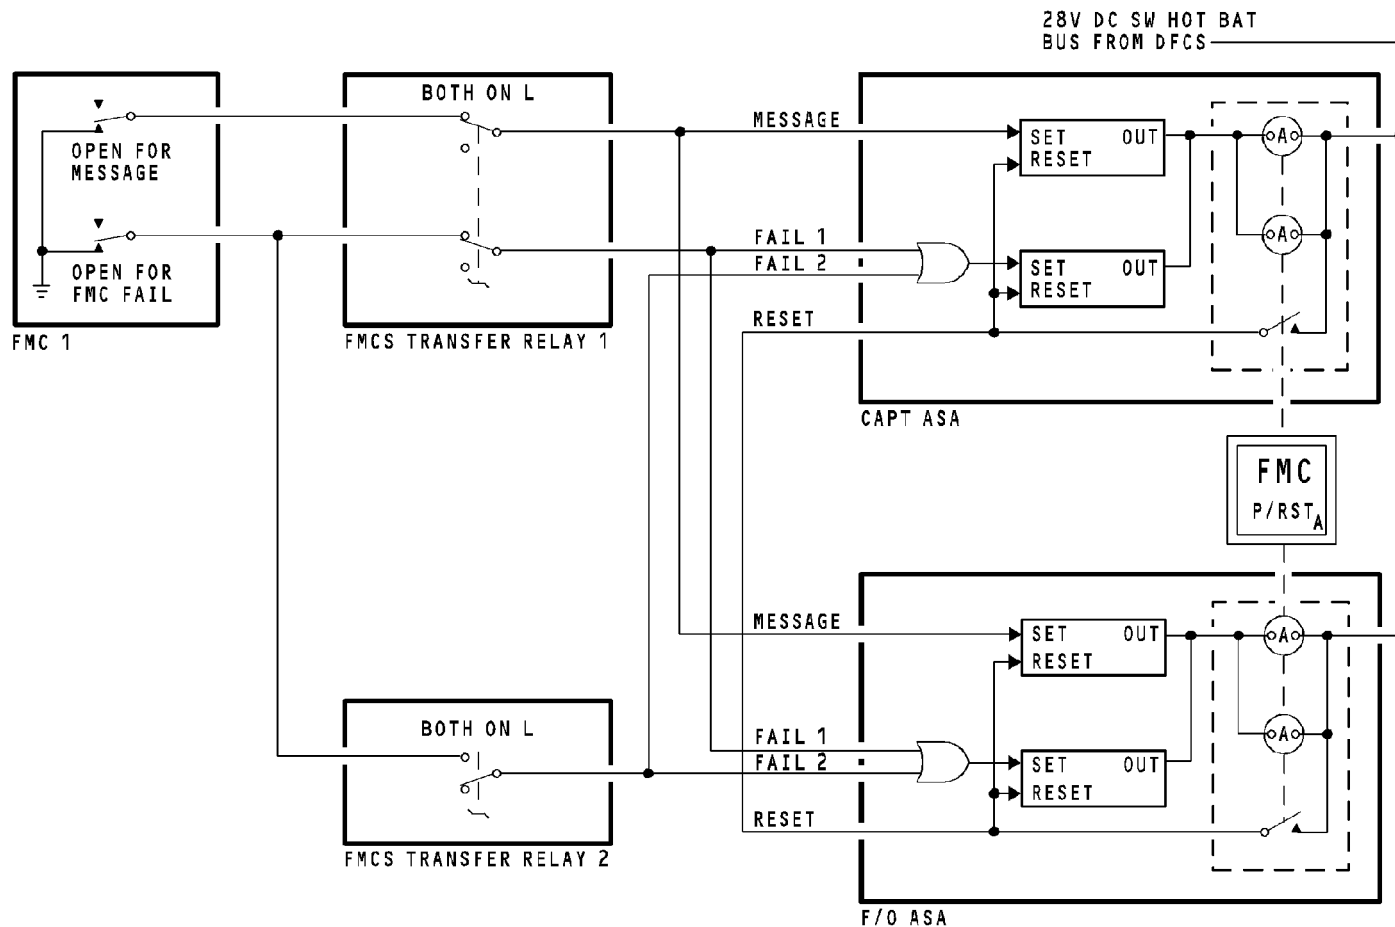 28V DC SW HOT BAT
BUS FROM DFCS
OPEN FOR
MESSAGE
OPEN FOR
FMC FAIL
FMC 1
BOTH ON L
FMCS TRANSFER RELAY 1
MESSAGE
FAIL 1
FAIL 2
RESET
SET OUT
RESET
SET OUT
RESET
A
A
CAPT ASA
FMC
P/RST A
BOTH ON L
FMCS TRANSFER RELAY 2
MESSAGE
FAIL 1
FAIL 2
RESET
SET OUT
RESET
SET OUT
RESET
A
A
F/O ASA